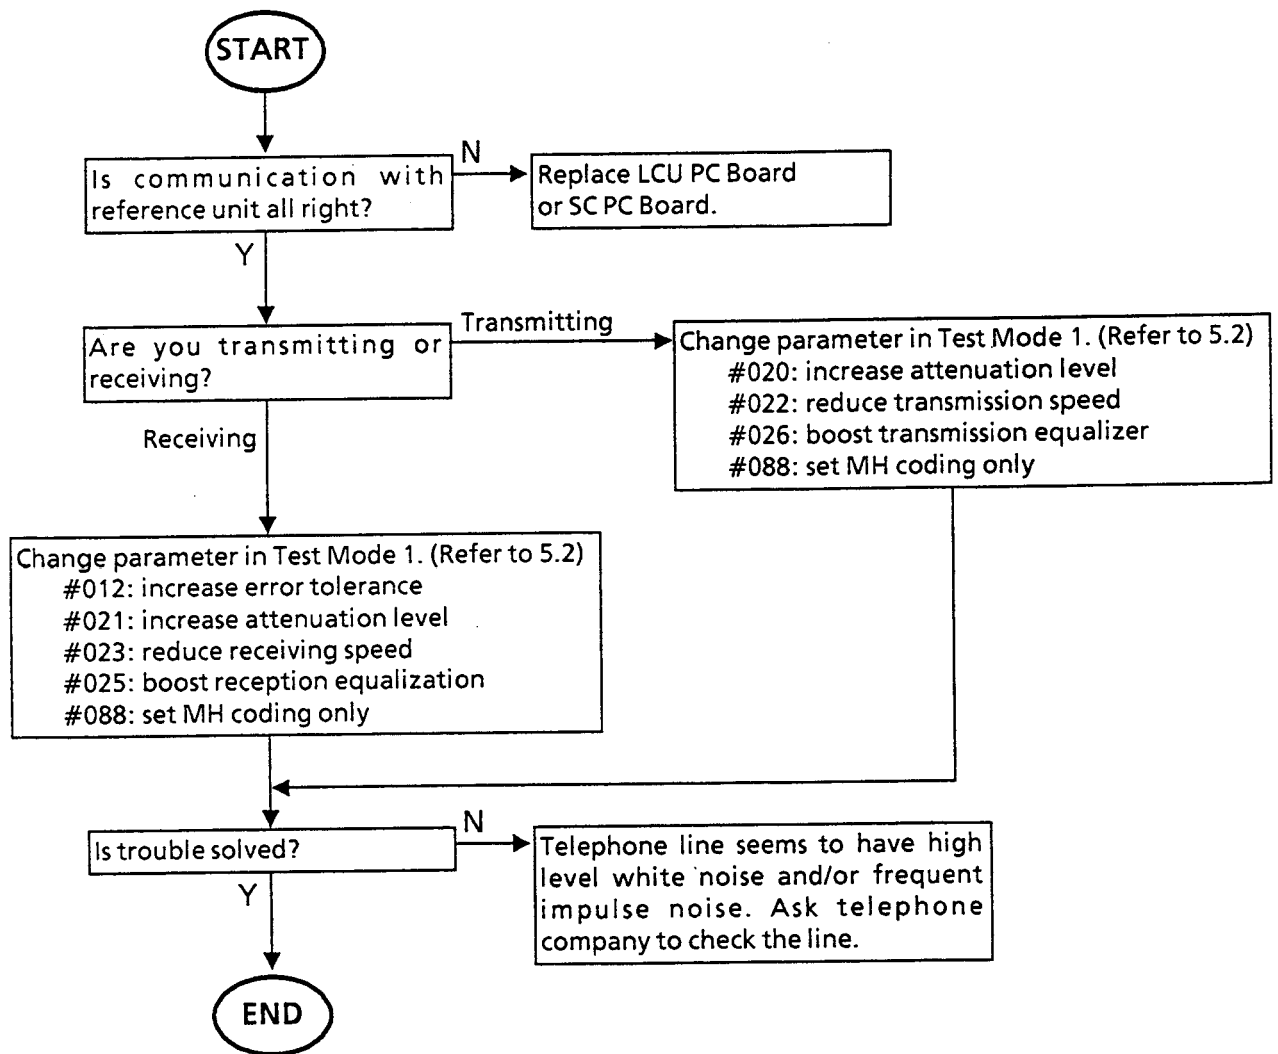 START
Is communication with
reference unit all right?
N
Replace LCU PC Board
or SC PC Board.
Y
Are you transmitting or
receiving?
Transmitting
Change parameter in Test Mode 1. (Refer to 5.2)
#020: increase attenuation level
#022: reduce transmission speed
#026: boost transmission equalizer
#088: set MH coding only
Receiving
Change parameter in Test Mode 1. (Refer to 5.2)
#012: increase error tolerance
#021: increase attenuation level
#023: reduce receiving speed
#025: boost reception equalization
#088: set MH coding only
Is trouble solved?
N
Telephone line seems to have high
level white noise and/or frequent
impulse noise. Ask telephone
company to check the line.
Y
END